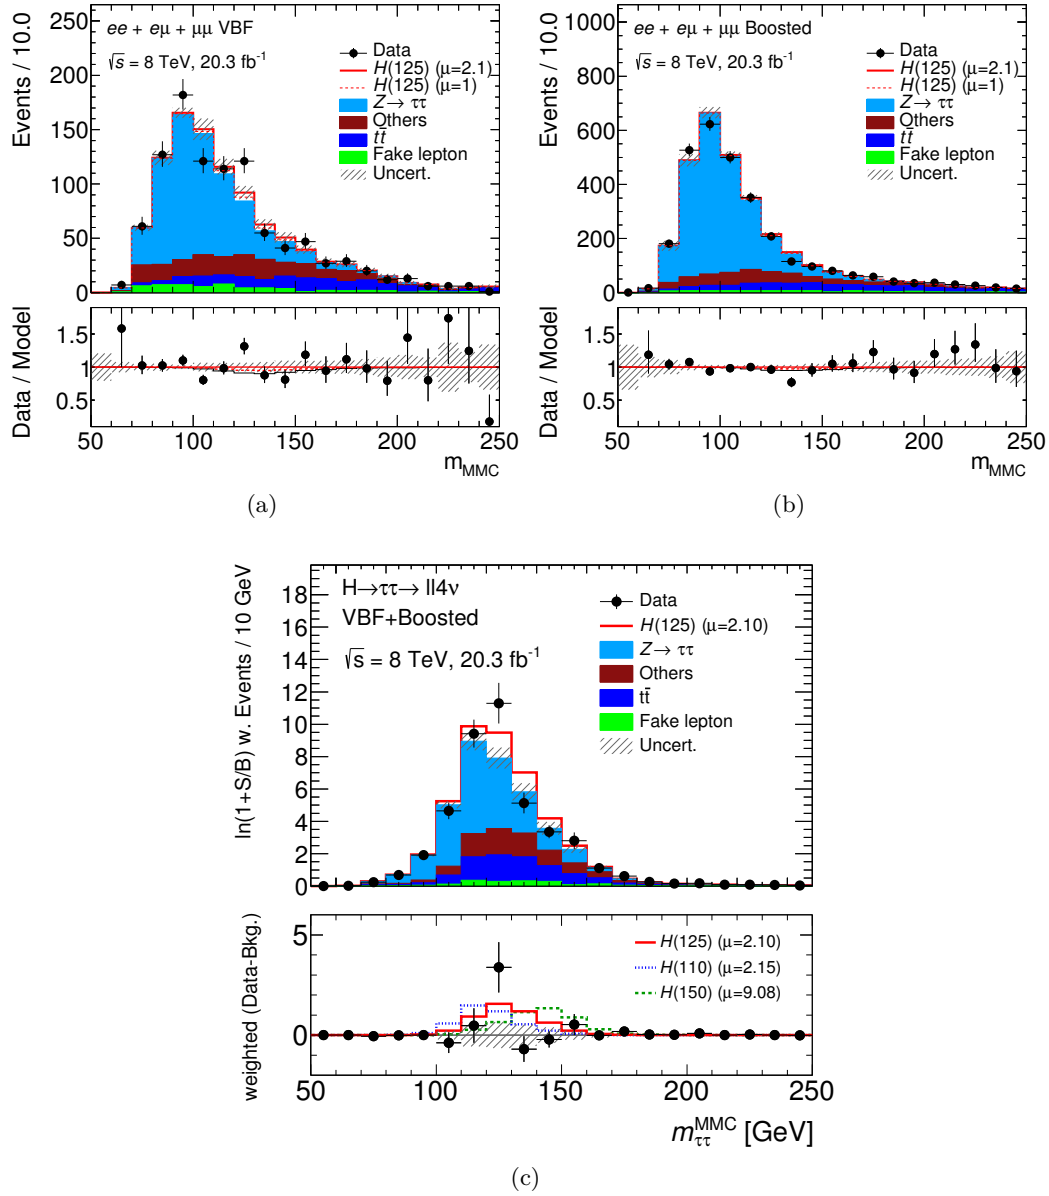 Events / 10.0
ee + eμ + μμ VBF
√s = 8 TeV, 20.3 fb⁻¹
Data
H(125) (μ=2.1)
H(125) (μ=1)
Z→ ττ
Others
tt̄
Fake lepton
Uncert.
250
200
150
100
50
0
Data / Model
1.5
1
0.5
50 100 150 200 250
m_MMC
(a)
Events / 10.0
ee + eμ + μμ Boosted
√s = 8 TeV, 20.3 fb⁻¹
Data
H(125) (μ=2.1)
H(125) (μ=1)
Z→ ττ
Others
tt̄
Fake lepton
Uncert.
1000
800
600
400
200
0
Data / Model
1.5
1
0.5
50 100 150 200 250
m_MMC
(b)
ln(1+S/B) w. Events / 10 GeV
H→ττ→ ll4ν
VBF+Boosted
√s = 8 TeV, 20.3 fb⁻¹
Data
H(125) (μ=2.10)
Z→ ττ
Others
tt̄
Fake lepton
Uncert.
18
16
14
12
10
8
6
4
2
0
weighted (Data-Bkg.)
H(125) (μ=2.10)
H(110) (μ=2.15)
H(150) (μ=9.08)
5
0
50 100 150 200 250
m_ττ^MMC [GeV]
(c)